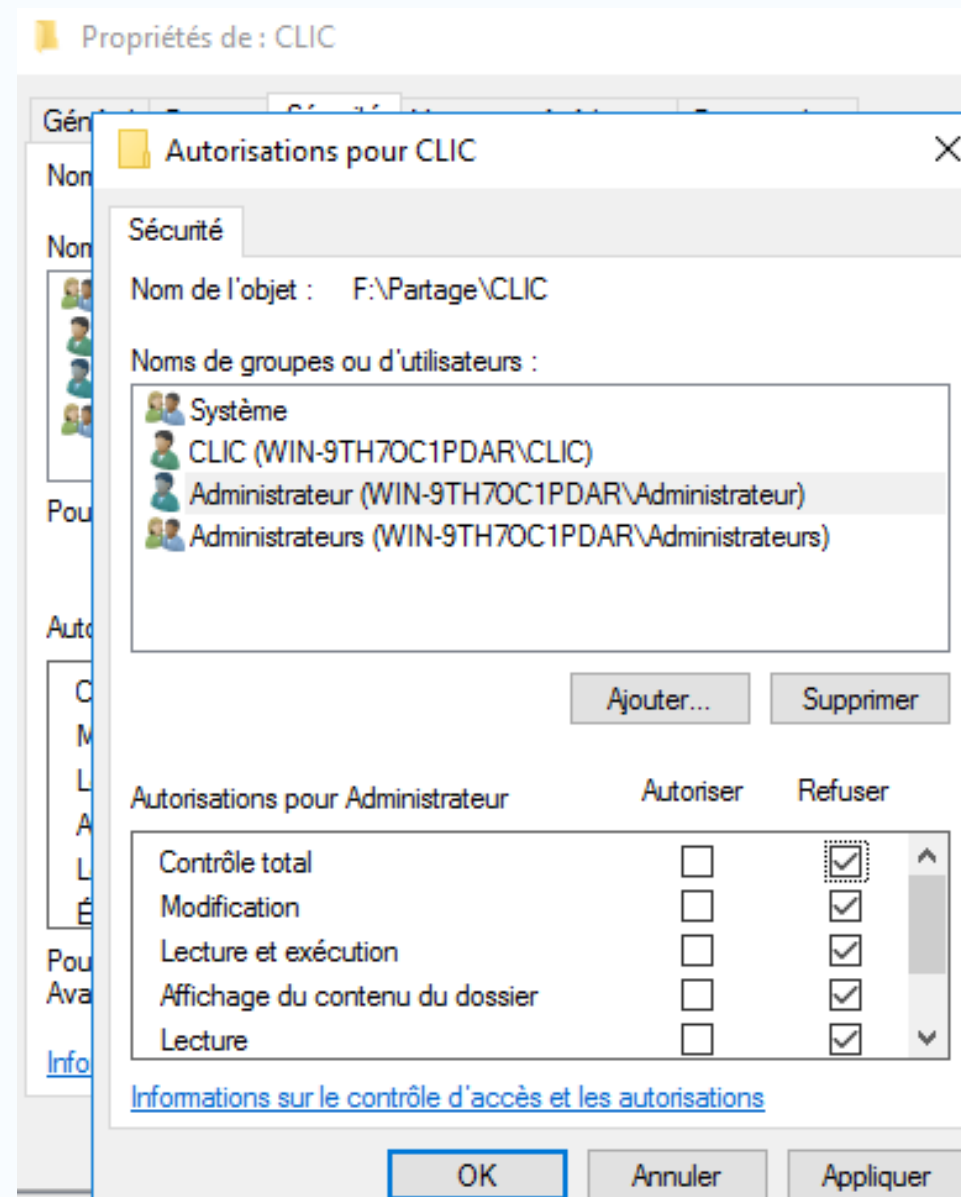 Propriétés de : CLIC
Autorisations pour CLIC
Sécurité
Nom de l'objet : F:\Partage\CLIC
Noms de groupes ou d'utilisateurs :
Système
CLIC (WIN-9TH7OC1PDAR\CLIC)
Administrateur (WIN-9TH7OC1PDAR\Administrateur)
Administrateurs (WIN-9TH7OC1PDAR\Administrateurs)
Ajouter... Supprimer
Autorisations pour Administrateur Autoriser Refuser
Contrôle total
Modification
Lecture et exécution
Affichage du contenu du dossier
Lecture
Informations sur le contrôle d'accès et les autorisations
OK Annuler Appliquer